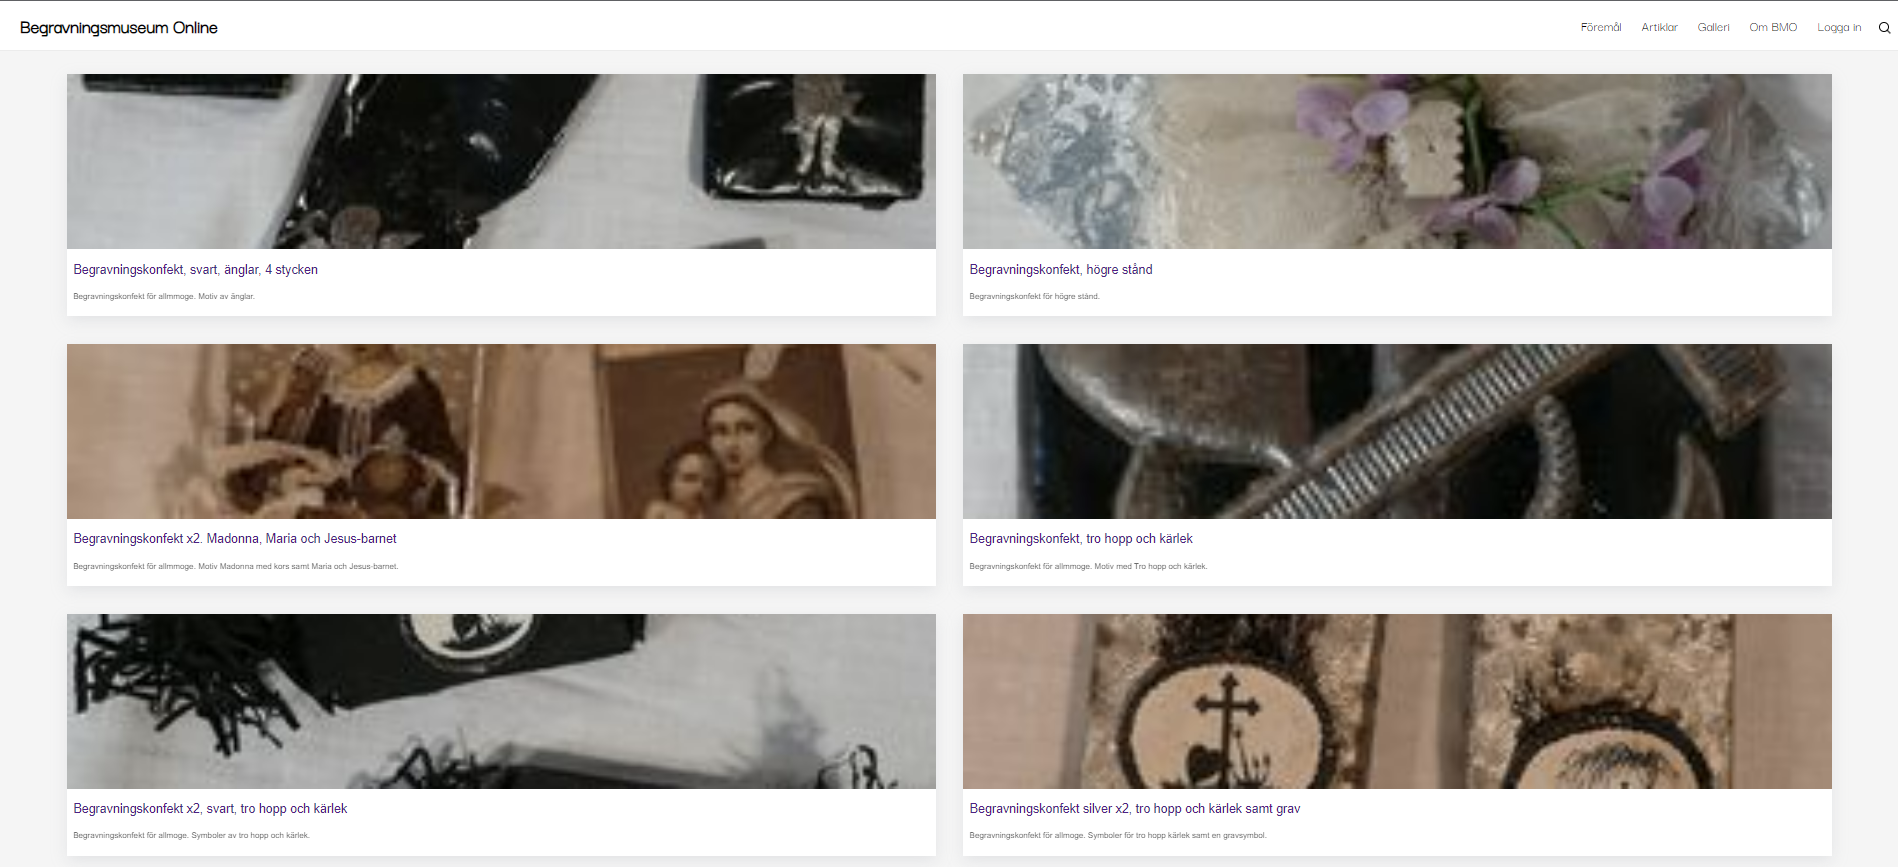 Begravningsmuseum Online
Föremål Artiklar Galleri Om BMO Logga in
Begravningskonfekt, svart, änglar, 4 stycken
Begravningskonfekt för allmmoge. Motiv av änglar.
Begravningskonfekt, högre stånd
Begravningskonfekt för högre stånd.
Begravningskonfekt x2. Madonna, Maria och Jesus-barnet
Begravningskonfekt för allmmoge. Motiv Madonna med kors samt Maria och Jesus-barnet.
Begravningskonfekt, tro hopp och kärlek
Begravningskonfekt för allmmoge. Motiv med Tro hopp och kärlek.
Begravningskonfekt x2, svart, tro hopp och kärlek
Begravningskonfekt för allmoge. Symboler av tro hopp och kärlek.
Begravningskonfekt silver x2, tro hopp och kärlek samt grav
Begravningskonfekt för allmoge. Symboler för tro hopp kärlek samt en gravsymbol.